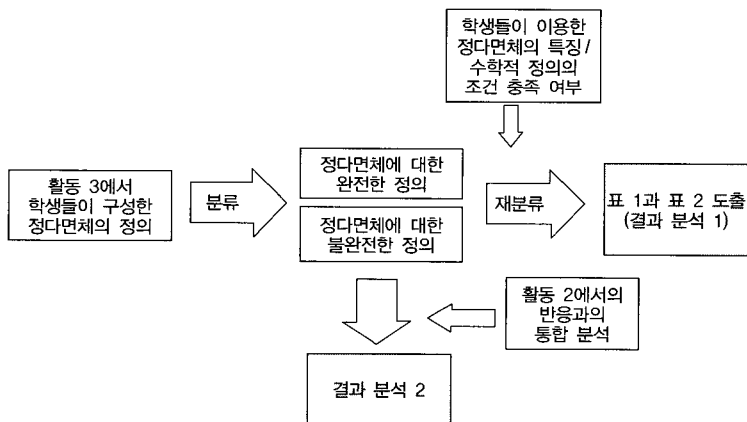 학생들이 이용한
정다면체의 특징/
수학적 정의의
조건 충족 여부
활동 3에서
학생들이 구성한
정다면체의 정의
분류
정다면체에 대한
완전한 정의
정다면체에 대한
불완전한 정의
재분류
표 1과 표 2 도출
(결과 분석 1)
활동 2에서의
반응과의
통합 분석
결과 분석 2